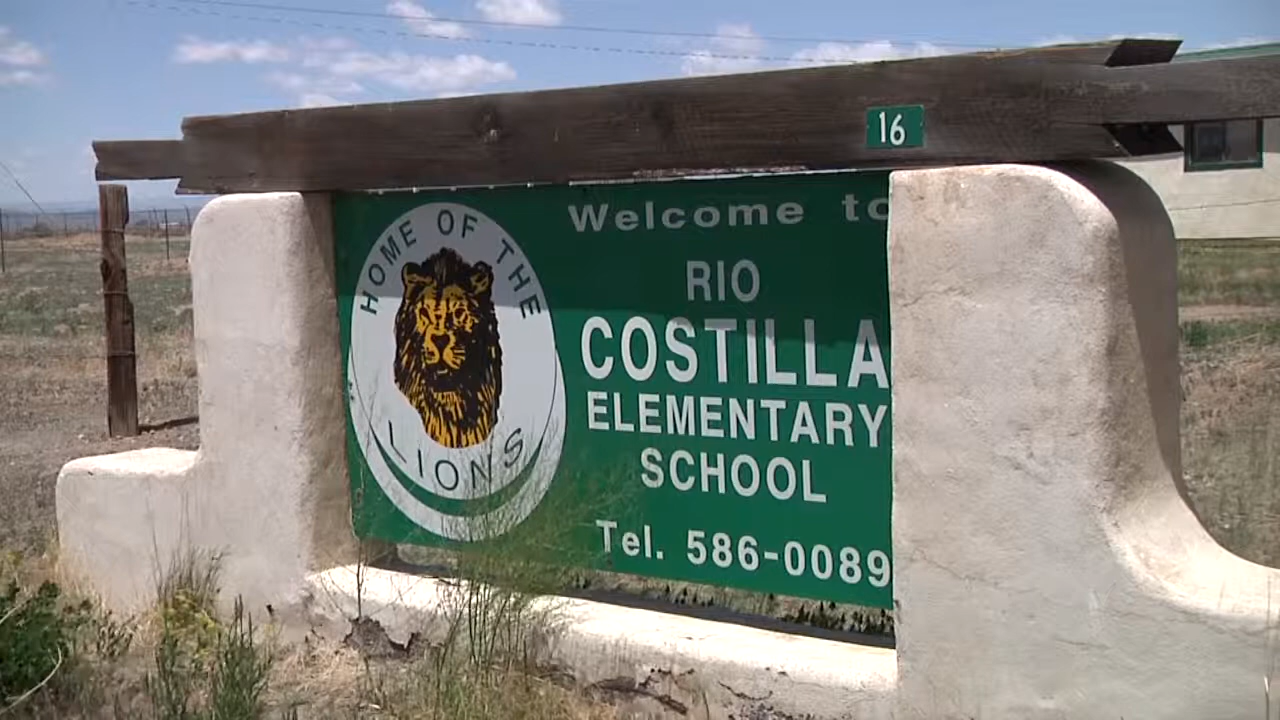 16
HOME OF THE
LIONS
Welcome to
RIO
COSTILLA
ELEMENTARY
SCHOOL
Tel. 586-0089